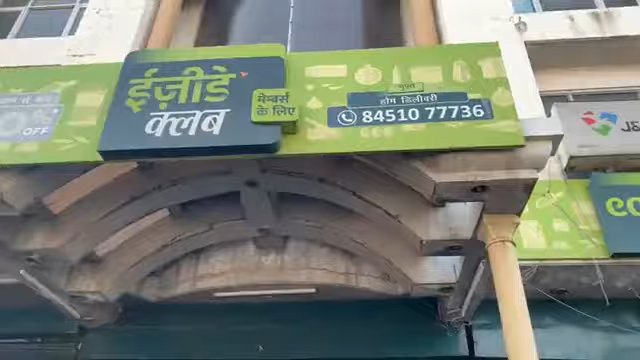 ईज़ीडे
क्लब
मेम्बर्स
के लिए
मुफ्त
होम डिलीवरी
84510 77736
OFF
J&